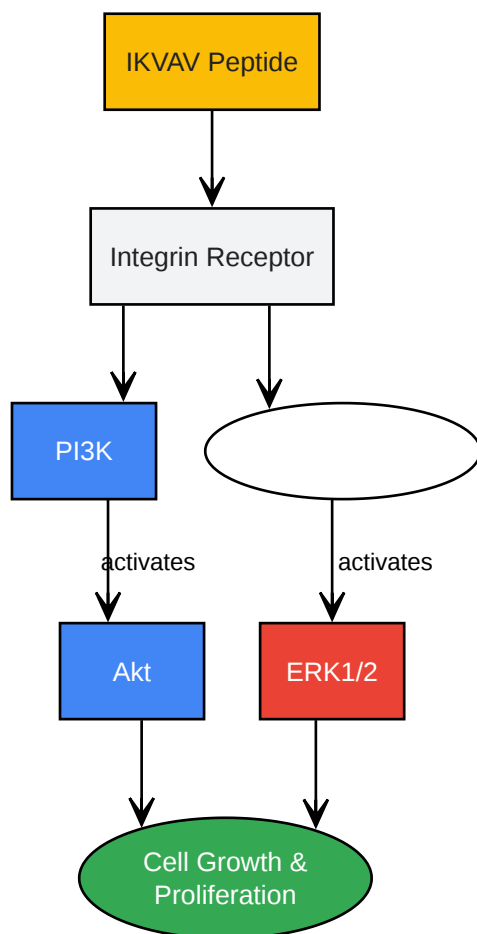 IKVAV Peptide
Integrin Receptor
PI3K
activates
activates
Akt
ERK1/2
Cell Growth &
Proliferation